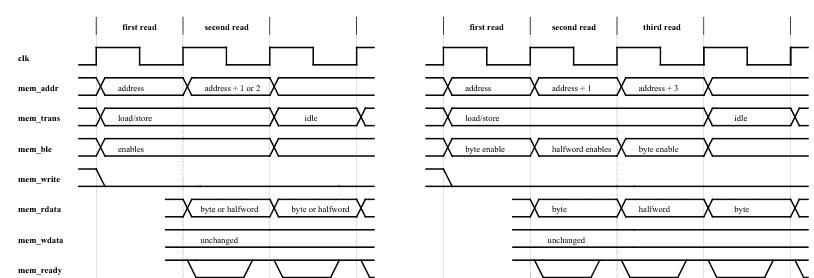 first read second read first read second read third read
clk
mem_addr address address + 1 or 2 address address + 1 address + 3
mem_trans load/store idle load/store idle
mem_ble enables byte enable halfword enables byte enable
mem_write
mem_rdata byte or halfword byte or halfword byte halfword byte
mem_wdata unchanged unchanged
mem_ready